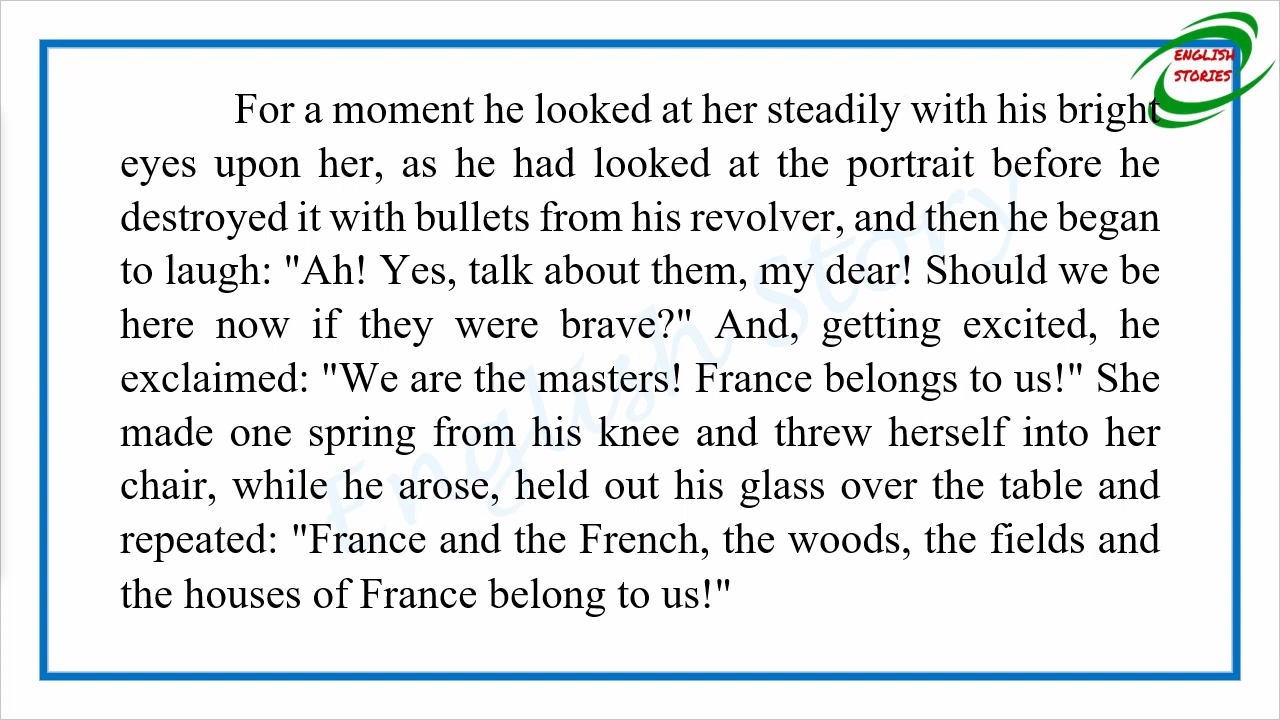 ENGLISH
STORIES
For a moment he looked at her steadily with his bright
eyes upon her, as he had looked at the portrait before he
destroyed it with bullets from his revolver, and then he began
to laugh: "Ah! Yes, talk about them, my dear! Should we be
here now if they were brave?" And, getting excited, he
exclaimed: "We are the masters! France belongs to us!" She
made one spring from his knee and threw herself into her
chair, while he arose, held out his glass over the table and
repeated: "France and the French, the woods, the fields and
the houses of France belong to us!"
English Story